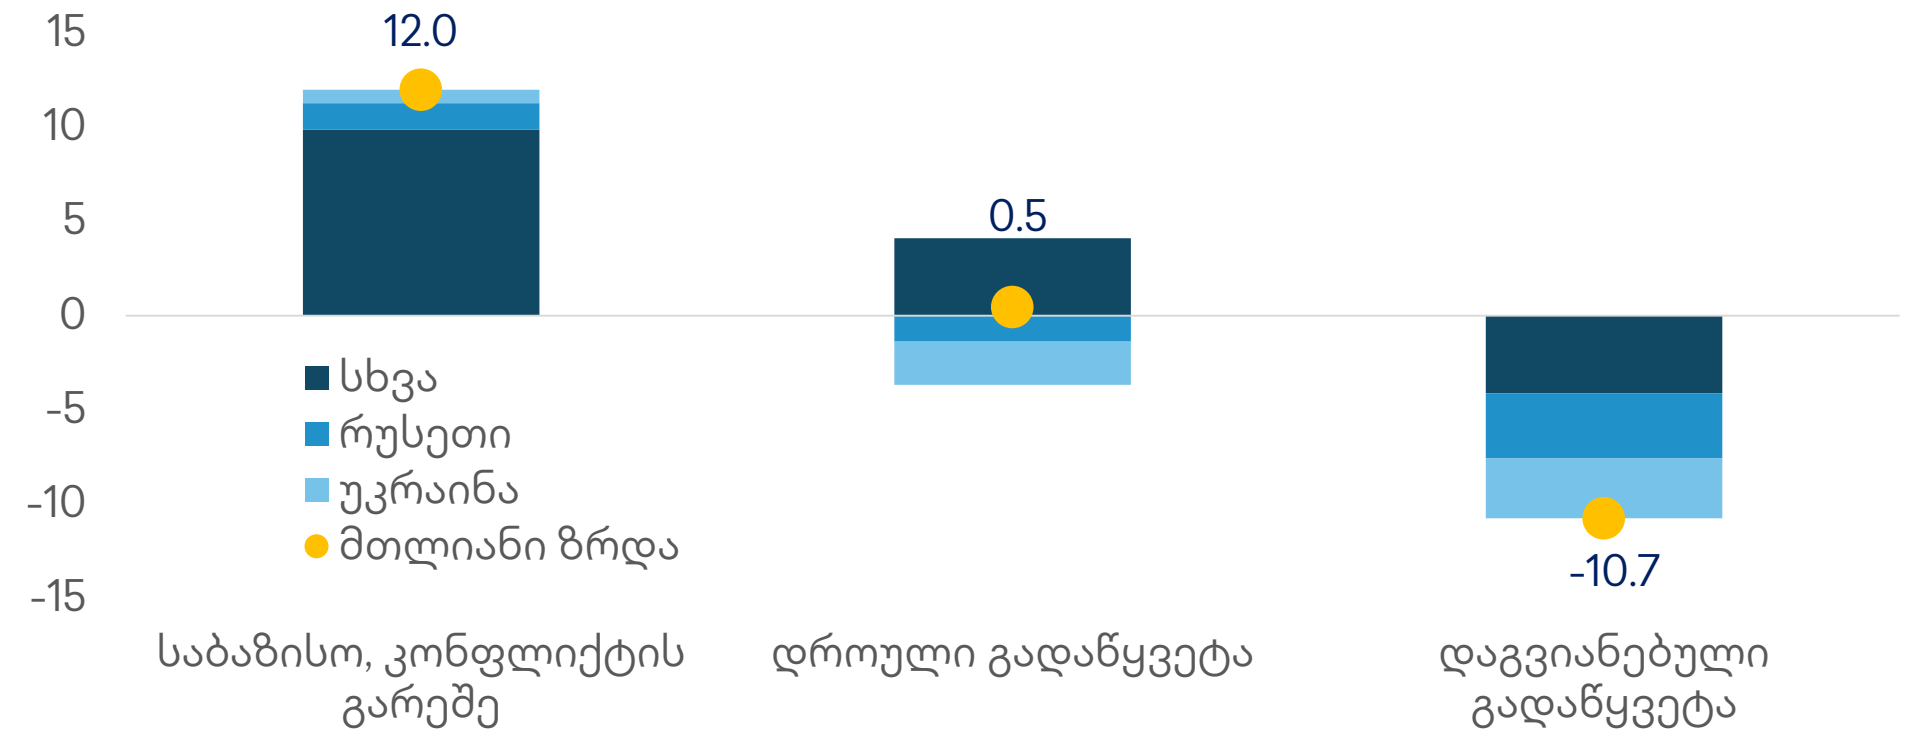 15
10
5
0
-5
-10
-15
12.0
0.5
-10.7
სხვა
რუსეთი
უკრაინა
მთლიანი ზრდა
საბაზისო, კონფლიქტის
გარეშე
დროული გადაწყვეტა
დაგვიანებული
გადაწყვეტა